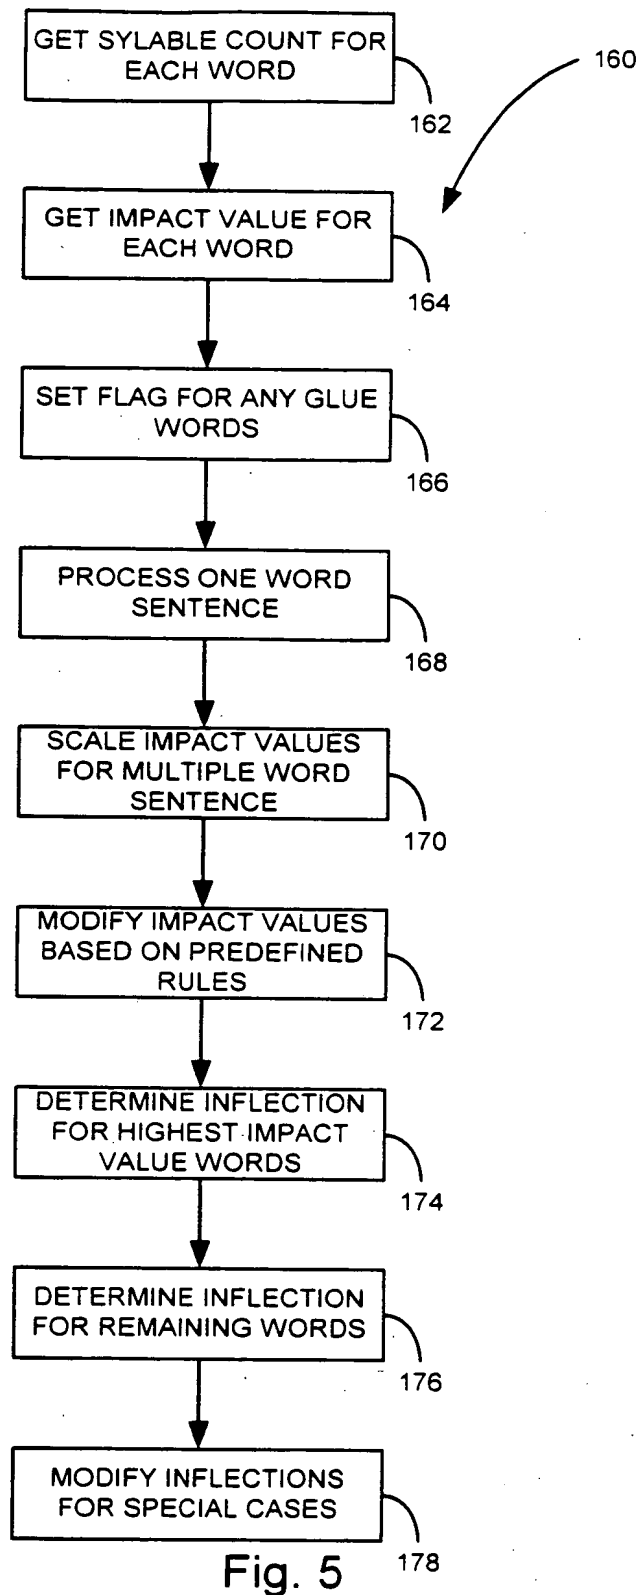 GET SYLABLE COUNT FOR
EACH WORD
160
162
GET IMPACT VALUE FOR
EACH WORD
164
SET FLAG FOR ANY GLUE
WORDS
166
PROCESS ONE WORD
SENTENCE
168
SCALE IMPACT VALUES
FOR MULTIPLE WORD
SENTENCE
170
MODIFY IMPACT VALUES
BASED ON PREDEFINED
RULES
172
DETERMINE INFLECTION
FOR HIGHEST IMPACT
VALUE WORDS
174
DETERMINE INFLECTION
FOR REMAINING WORDS
176
MODIFY INFLECTIONS
FOR SPECIAL CASES
178
Fig. 5